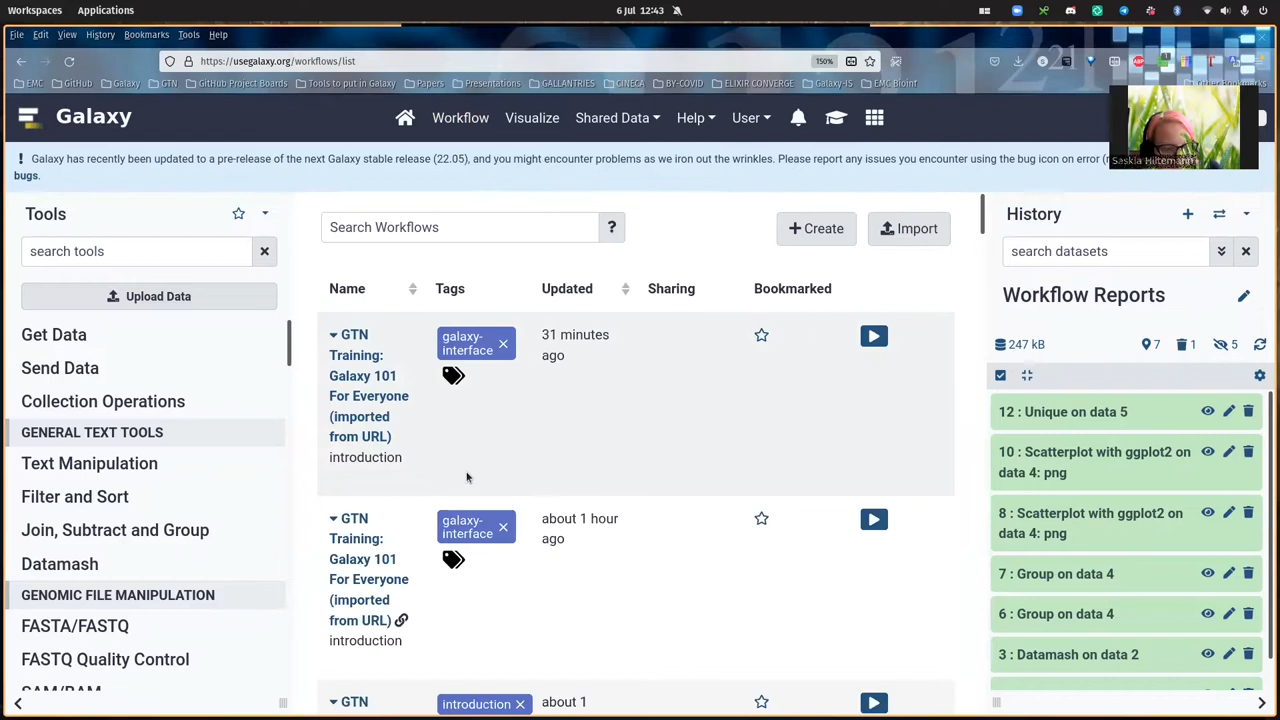 Workspaces Applications 6 Jul 12:43
File Edit View History Bookmarks Tools Help
https://usegalaxy.org/workflows/list 150%
EMC GitHub Galaxy GTN GitHub Project Boards Tools to put in Galaxy Papers Presentations GALLANTRIES CINECA BY-COVID ELIXIR CONVERGE Galaxy-IS EMC Bioinf Other Bookmarks
Galaxy Workflow Visualize Shared Data Help User
Saskia Hiltemann
! Galaxy has recently been updated to a pre-release of the next Galaxy stable release (22.05), and you might encounter problems as we iron out the wrinkles. Please report any issues you encounter using the bug icon on error
bugs.
Tools
search tools
Upload Data
Get Data
Send Data
Collection Operations
GENERAL TEXT TOOLS
Text Manipulation
Filter and Sort
Join, Subtract and Group
Datamash
GENOMIC FILE MANIPULATION
FASTA/FASTQ
FASTQ Quality Control
SAM/BAM
Search Workflows ? + Create Import
Name Tags Updated Sharing Bookmarked
GTN
Training:
Galaxy 101
For Everyone
(imported
from URL)
introduction
galaxy-
interface
31 minutes
ago
GTN
Training:
Galaxy 101
For Everyone
(imported
from URL)
introduction
galaxy-
interface
about 1 hour
ago
GTN introduction about 1
History
search datasets
Workflow Reports
247 kB 7 1 5
12 : Unique on data 5
10 : Scatterplot with ggplot2 on
data 4: png
8 : Scatterplot with ggplot2 on
data 4: png
7 : Group on data 4
6 : Group on data 4
3 : Datamash on data 2